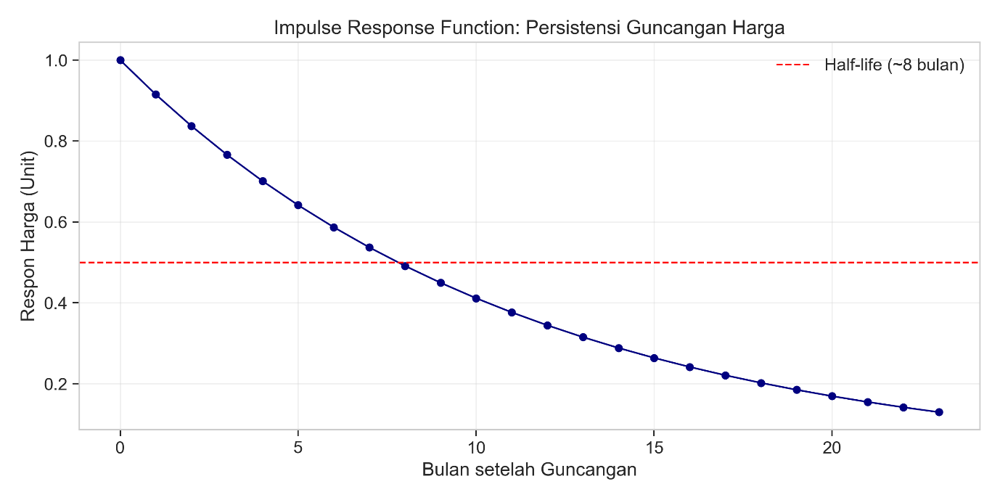 Impulse Response Function: Persistensi Guncangan Harga
Half-life (~8 bulan)
Respon Harga (Unit)
1.0
0.8
0.6
0.4
0.2
0
5
10
15
20
Bulan setelah Guncangan